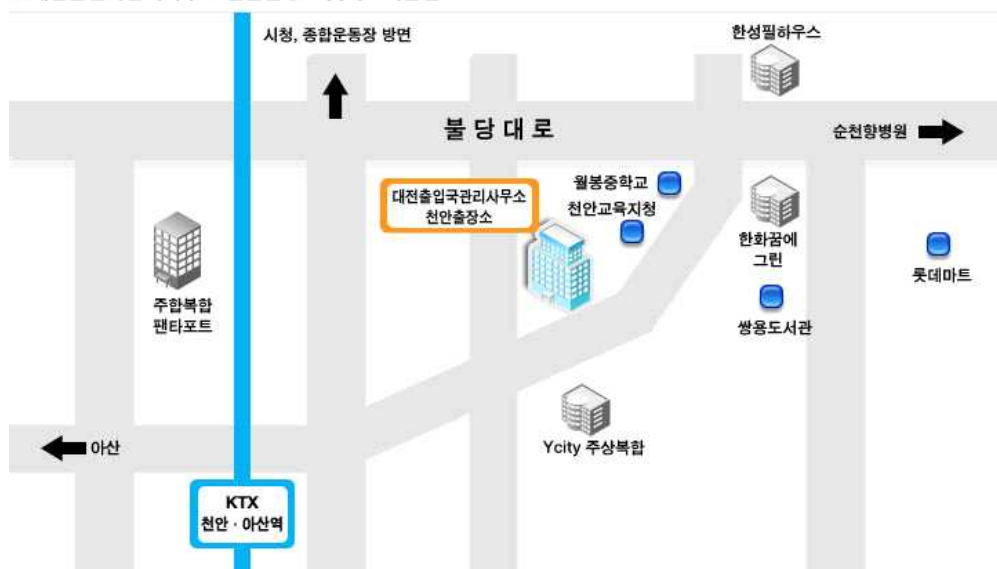 시청, 종합운동장 방면
한성필하우스
불당대로
순천향병원
대전출입국관리사무소
천안출장소
월봉중학교
천안교육지청
한화꿈에
그린
롯데마트
주합복합
팬타포트
쌍용도서관
아산
Ycity 주상복합
KTX
천안·아산역